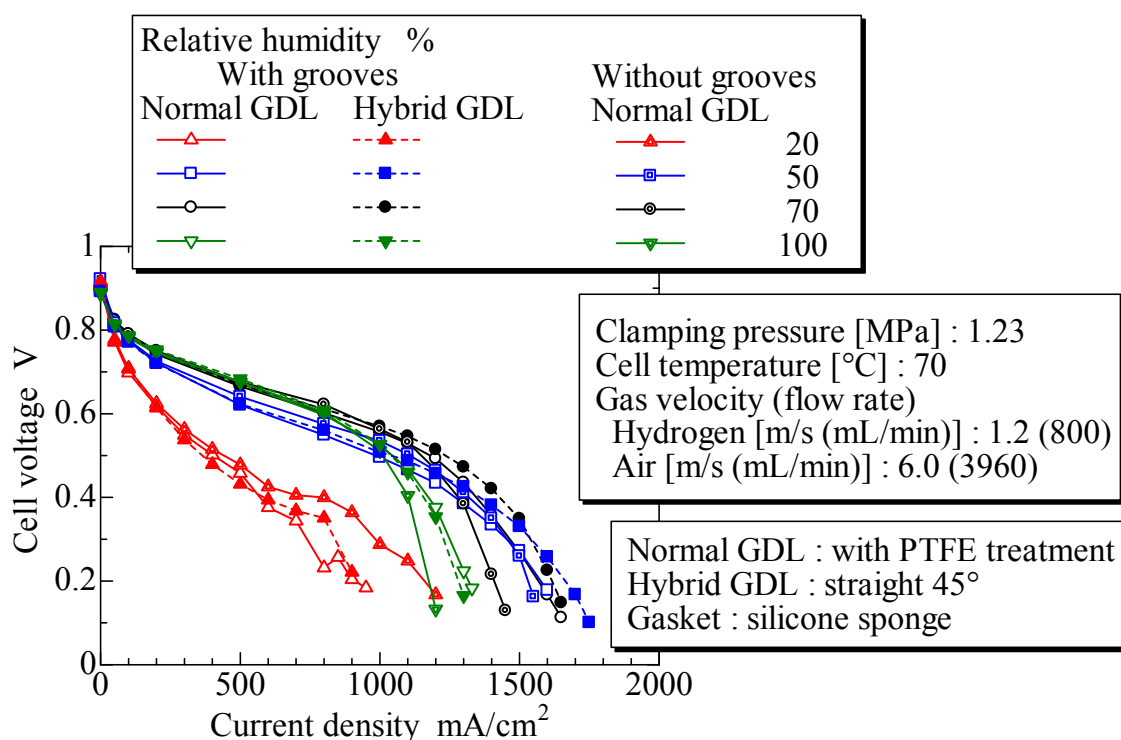 Relative humidity %
With grooves Without grooves
Normal GDL Hybrid GDL Normal GDL
20
50
70
100
1
0.8
0.6
0.4
0.2
0
Cell voltage V
0 500 1000 1500 2000
Current density mA/cm²
Clamping pressure [MPa] : 1.23
Cell temperature [°C] : 70
Gas velocity (flow rate)
Hydrogen [m/s (mL/min)] : 1.2 (800)
Air [m/s (mL/min)] : 6.0 (3960)
Normal GDL : with PTFE treatment
Hybrid GDL : straight 45°
Gasket : silicone sponge